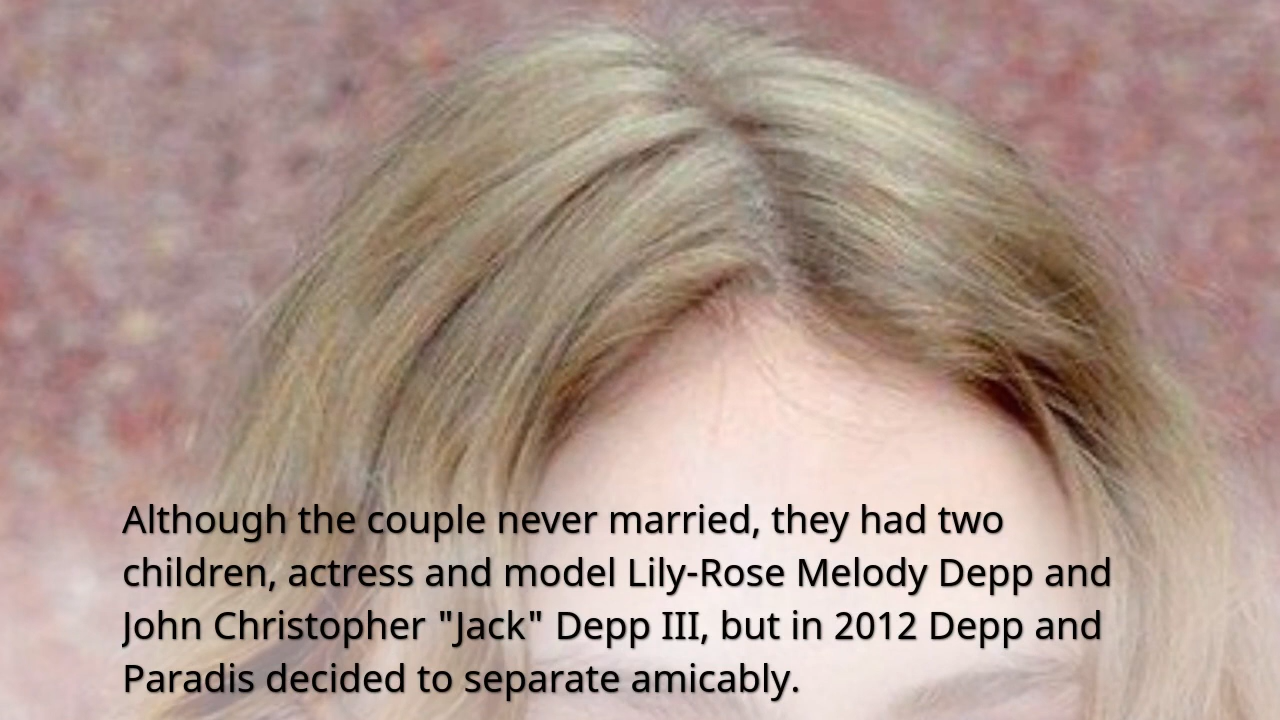 Although the couple never married, they had two
children, actress and model Lily-Rose Melody Depp and
John Christopher "Jack" Depp III, but in 2012 Depp and
Paradis decided to separate amicably.